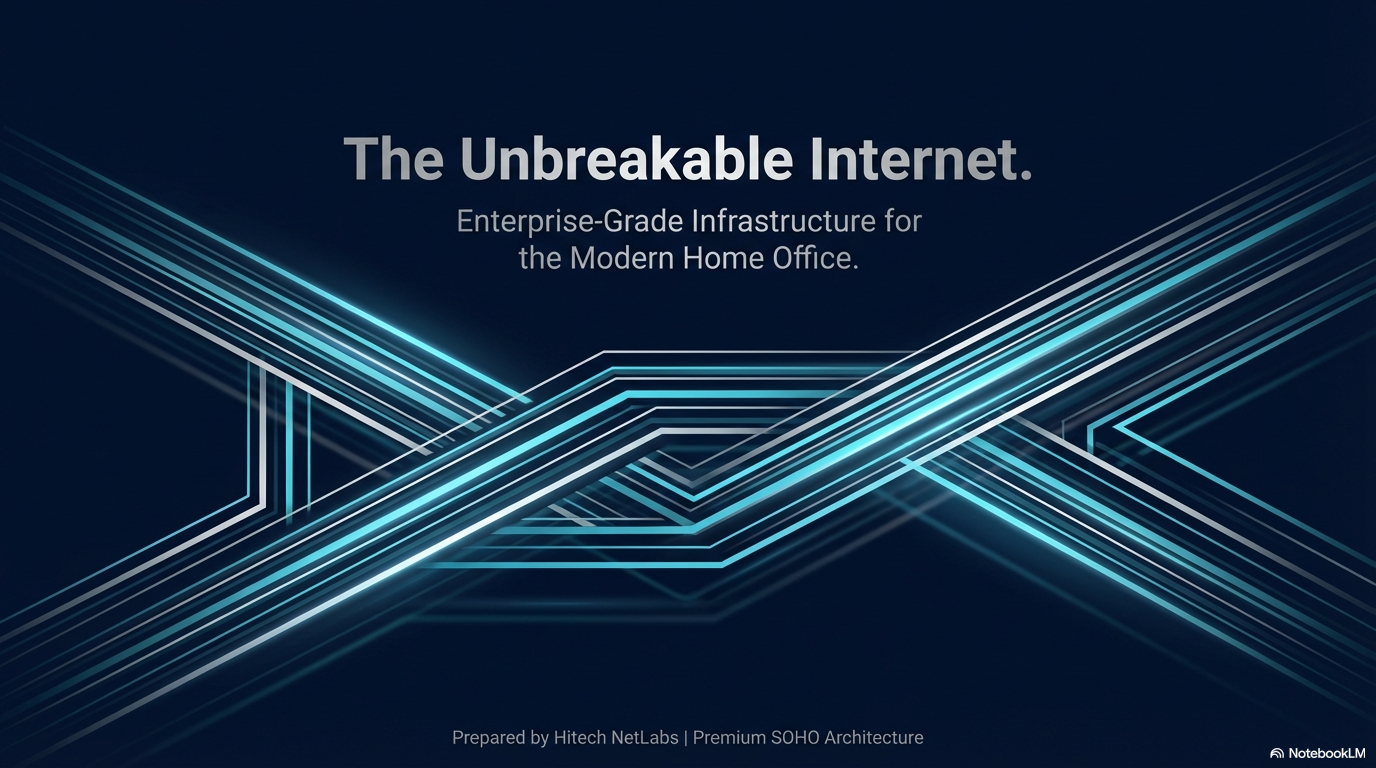 The Unbreakable Internet.
Enterprise-Grade Infrastructure for
the Modern Home Office.
Prepared by Hitech NetLabs | Premium SOHO Architecture
NotebookLM